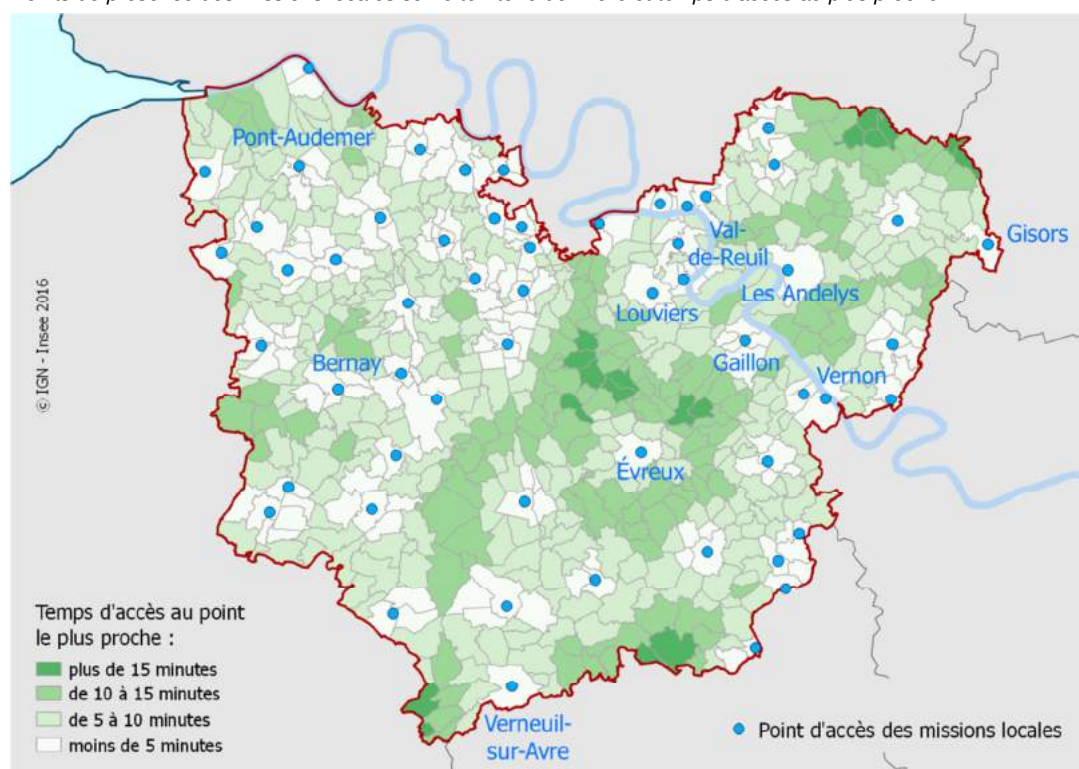 Pont-Audemer
Gisors
Val-
de-Reuil
Les Andelys
Louviers
Gaillon
Bernay
Vernon
Évreux
Verneuil-
sur-Avre
© IGN - Insee 2016
Temps d'accès au point
le plus proche :
plus de 15 minutes
de 10 à 15 minutes
de 5 à 10 minutes
moins de 5 minutes
Point d'accès des missions locales